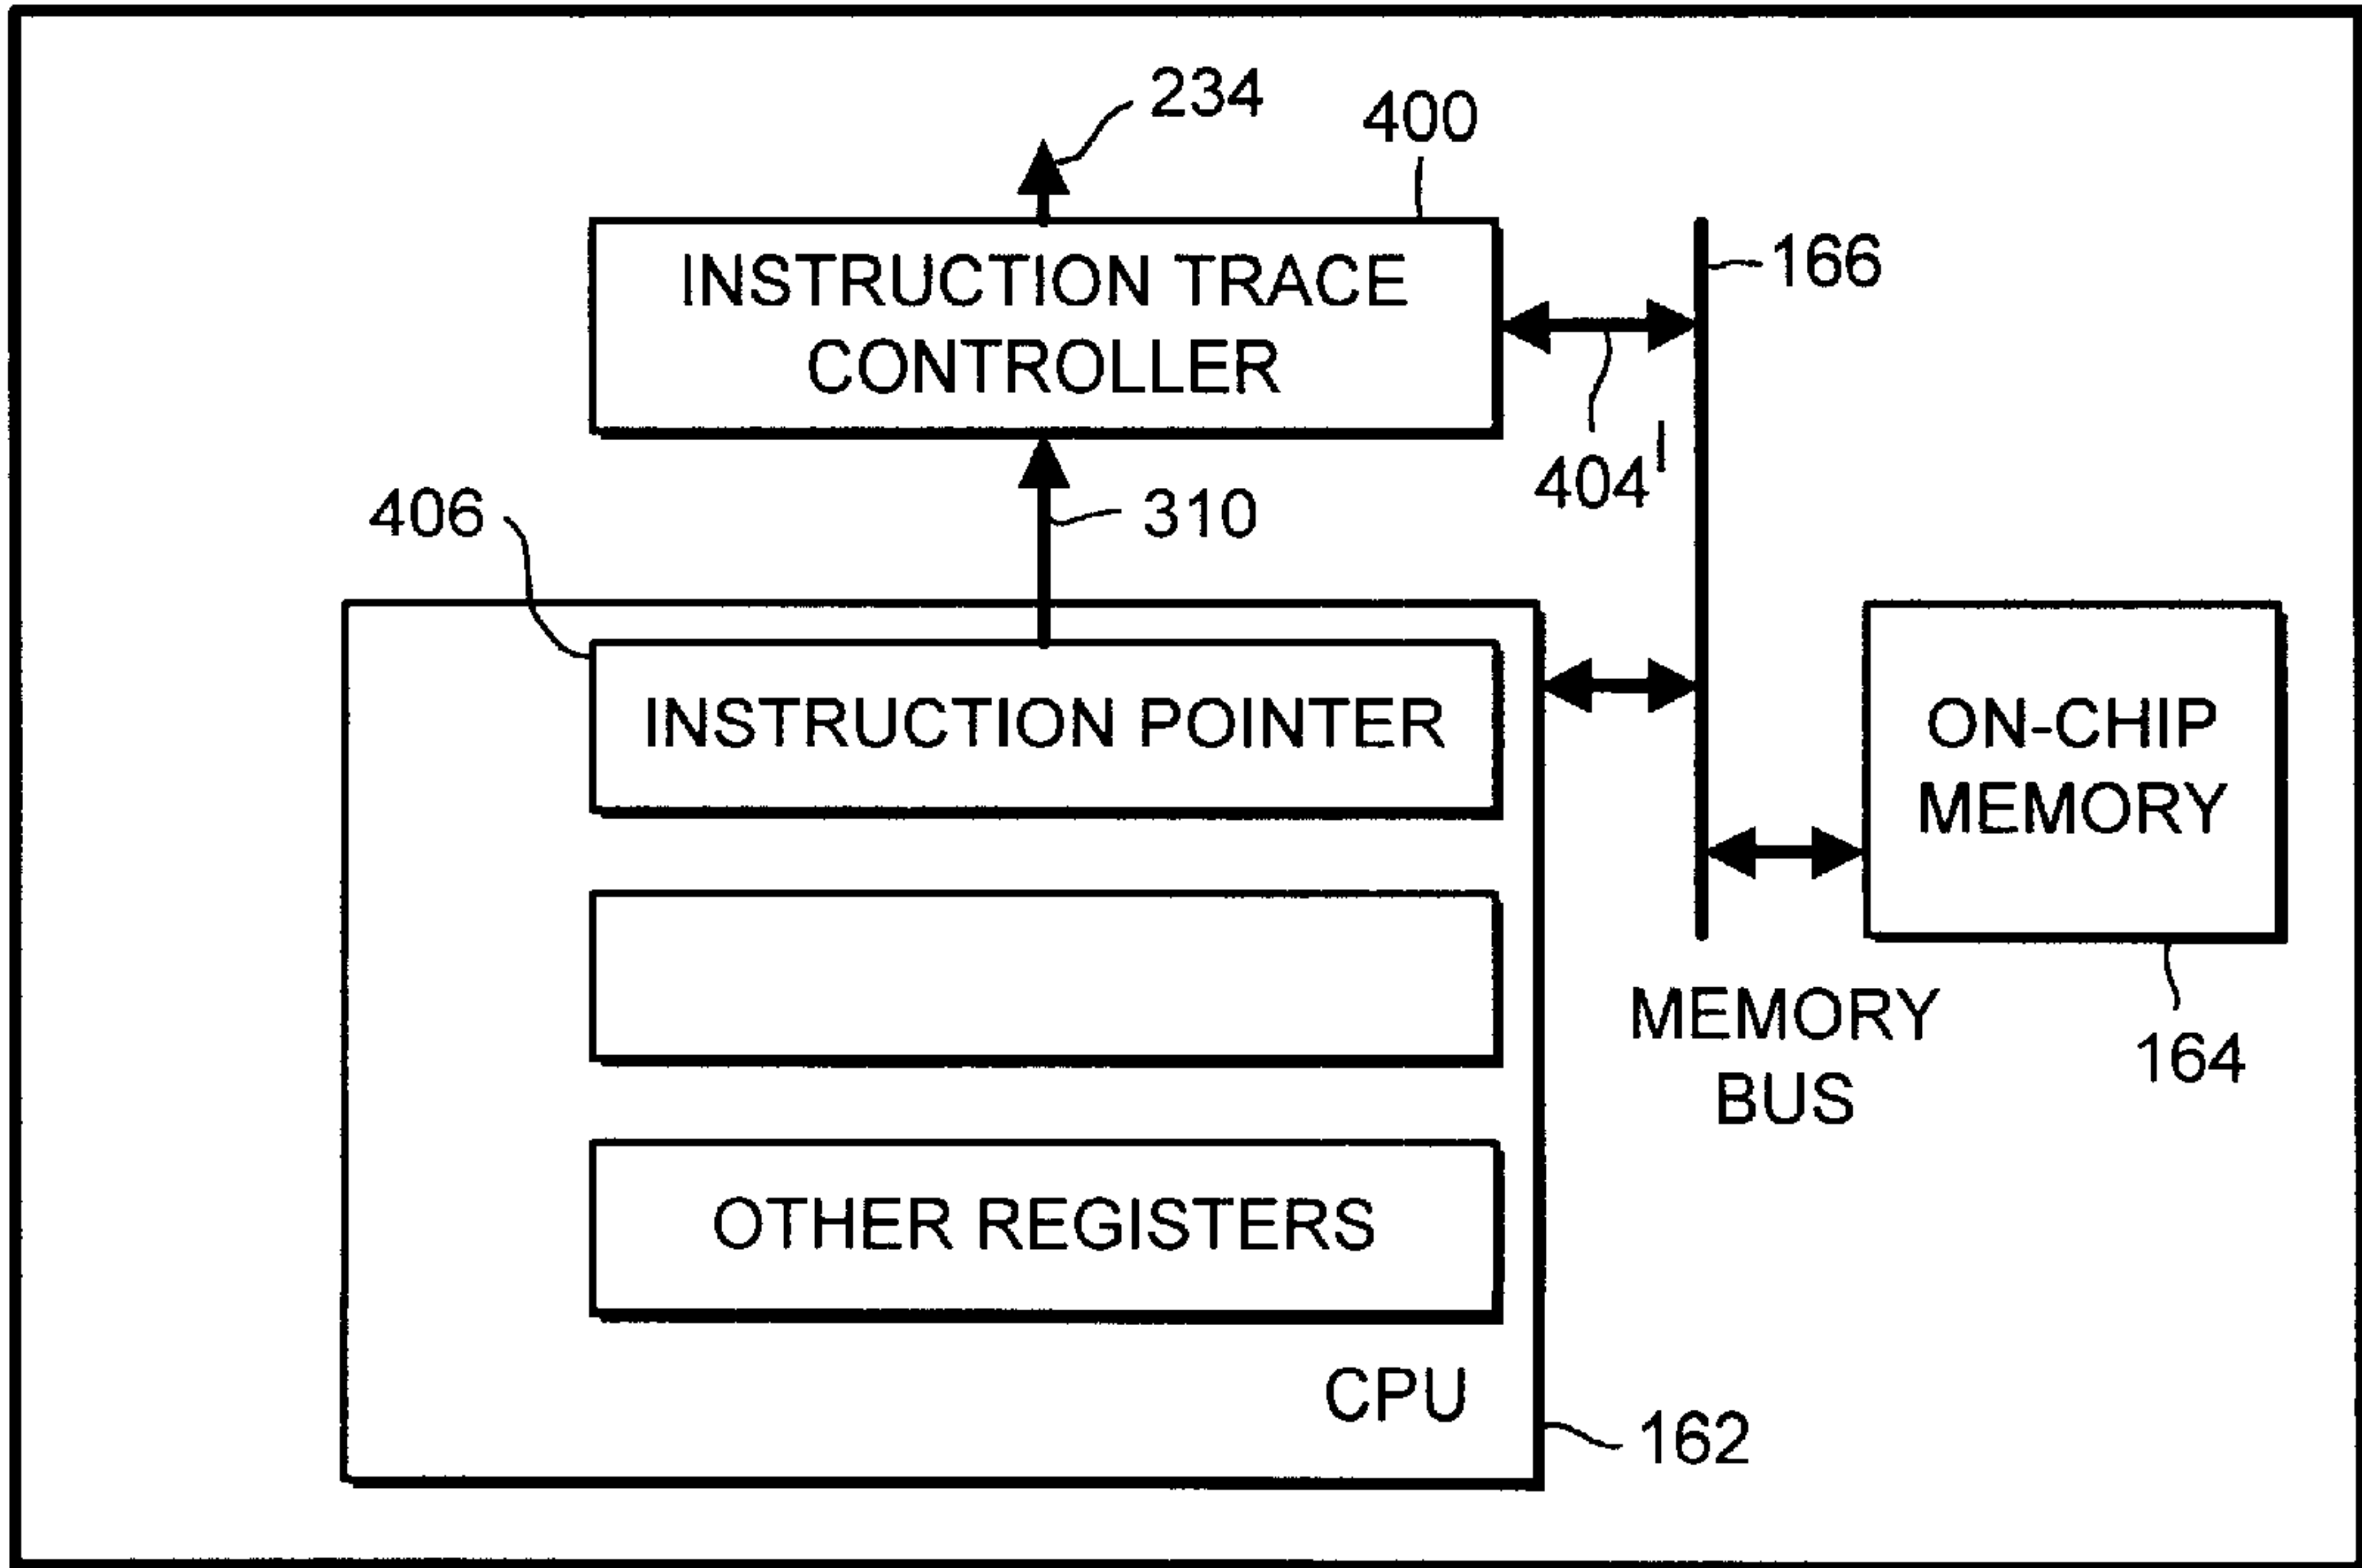 234
400
INSTRUCTION TRACE
CONTROLLER
166
404'
406
310
INSTRUCTION POINTER
ON-CHIP
MEMORY
MEMORY
BUS
164
OTHER REGISTERS
CPU
162